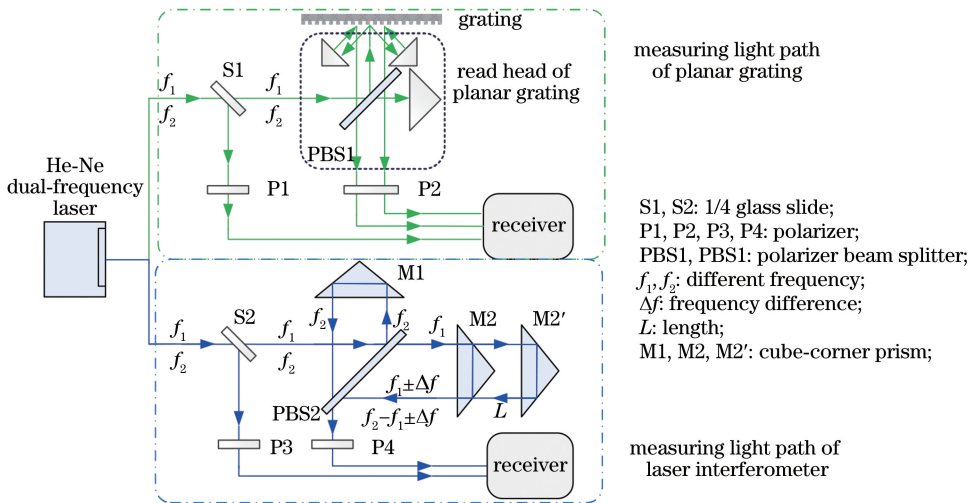 grating
measuring light path
of planar grating
S1
f₁
f₂
f₁
f₂
read head of
planar grating
PBS1
He-Ne
dual-frequency
laser
P1
P2
receiver
S1, S2: 1/4 glass slide;
P1, P2, P3, P4: polarizer;
PBS1, PBS1: polarizer beam splitter;
f₁, f₂: different frequency;
Δf: frequency difference;
L: length;
M1, M2, M2′: cube-corner prism;
M1
S2
f₁
f₂
f₁
f₂
f₂
f₂
f₁
M2
M2′
f₁±Δf
f₂−f₁±Δf
L
PBS2
P3
P4
receiver
measuring light path of
laser interferometer